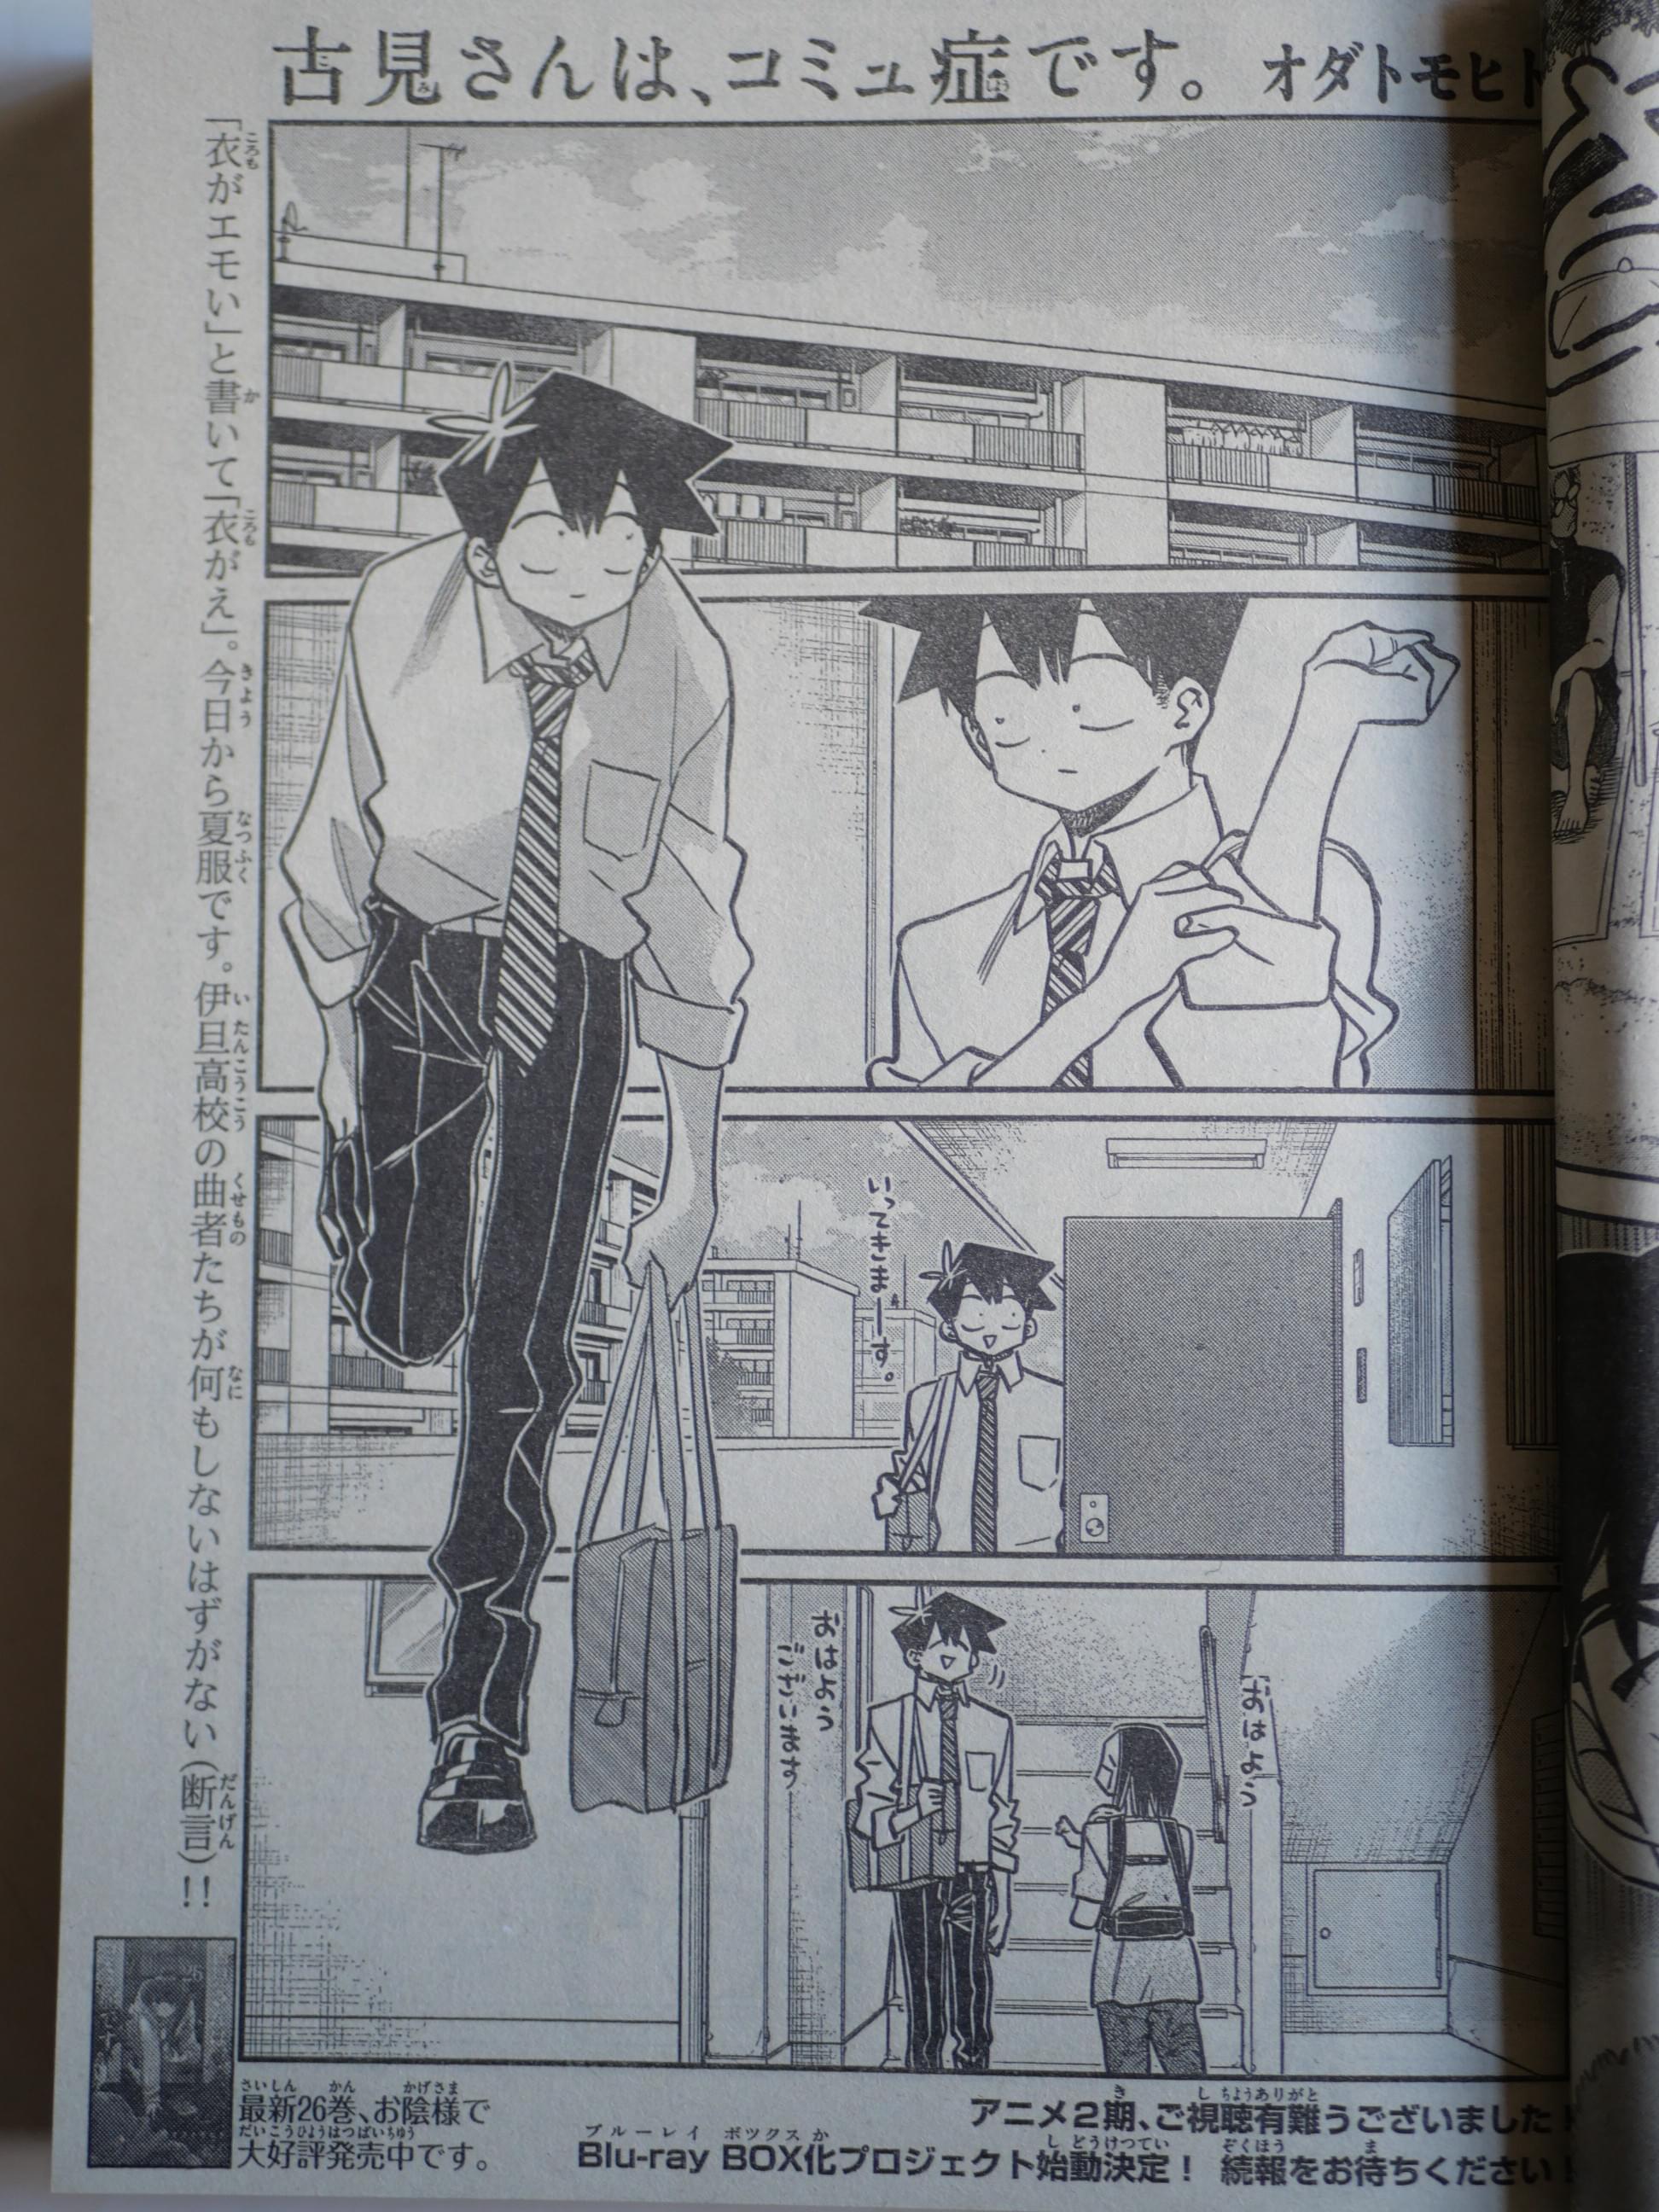 古見さんは、コミュ症です。 オダトモヒト
「衣がエモい」と書いて「衣がえ」。今日から夏服です。伊旦高校の曲者たちが何もしないはずがない（断言）!!
いってきまーす。
おはよう
おはよう
ございます
最新26巻、お陰様で
大好評発売中です。
アニメ2期、ご視聴有難うございました!
Blu-ray BOX化プロジェクト始動決定! 続報をお待ちください!